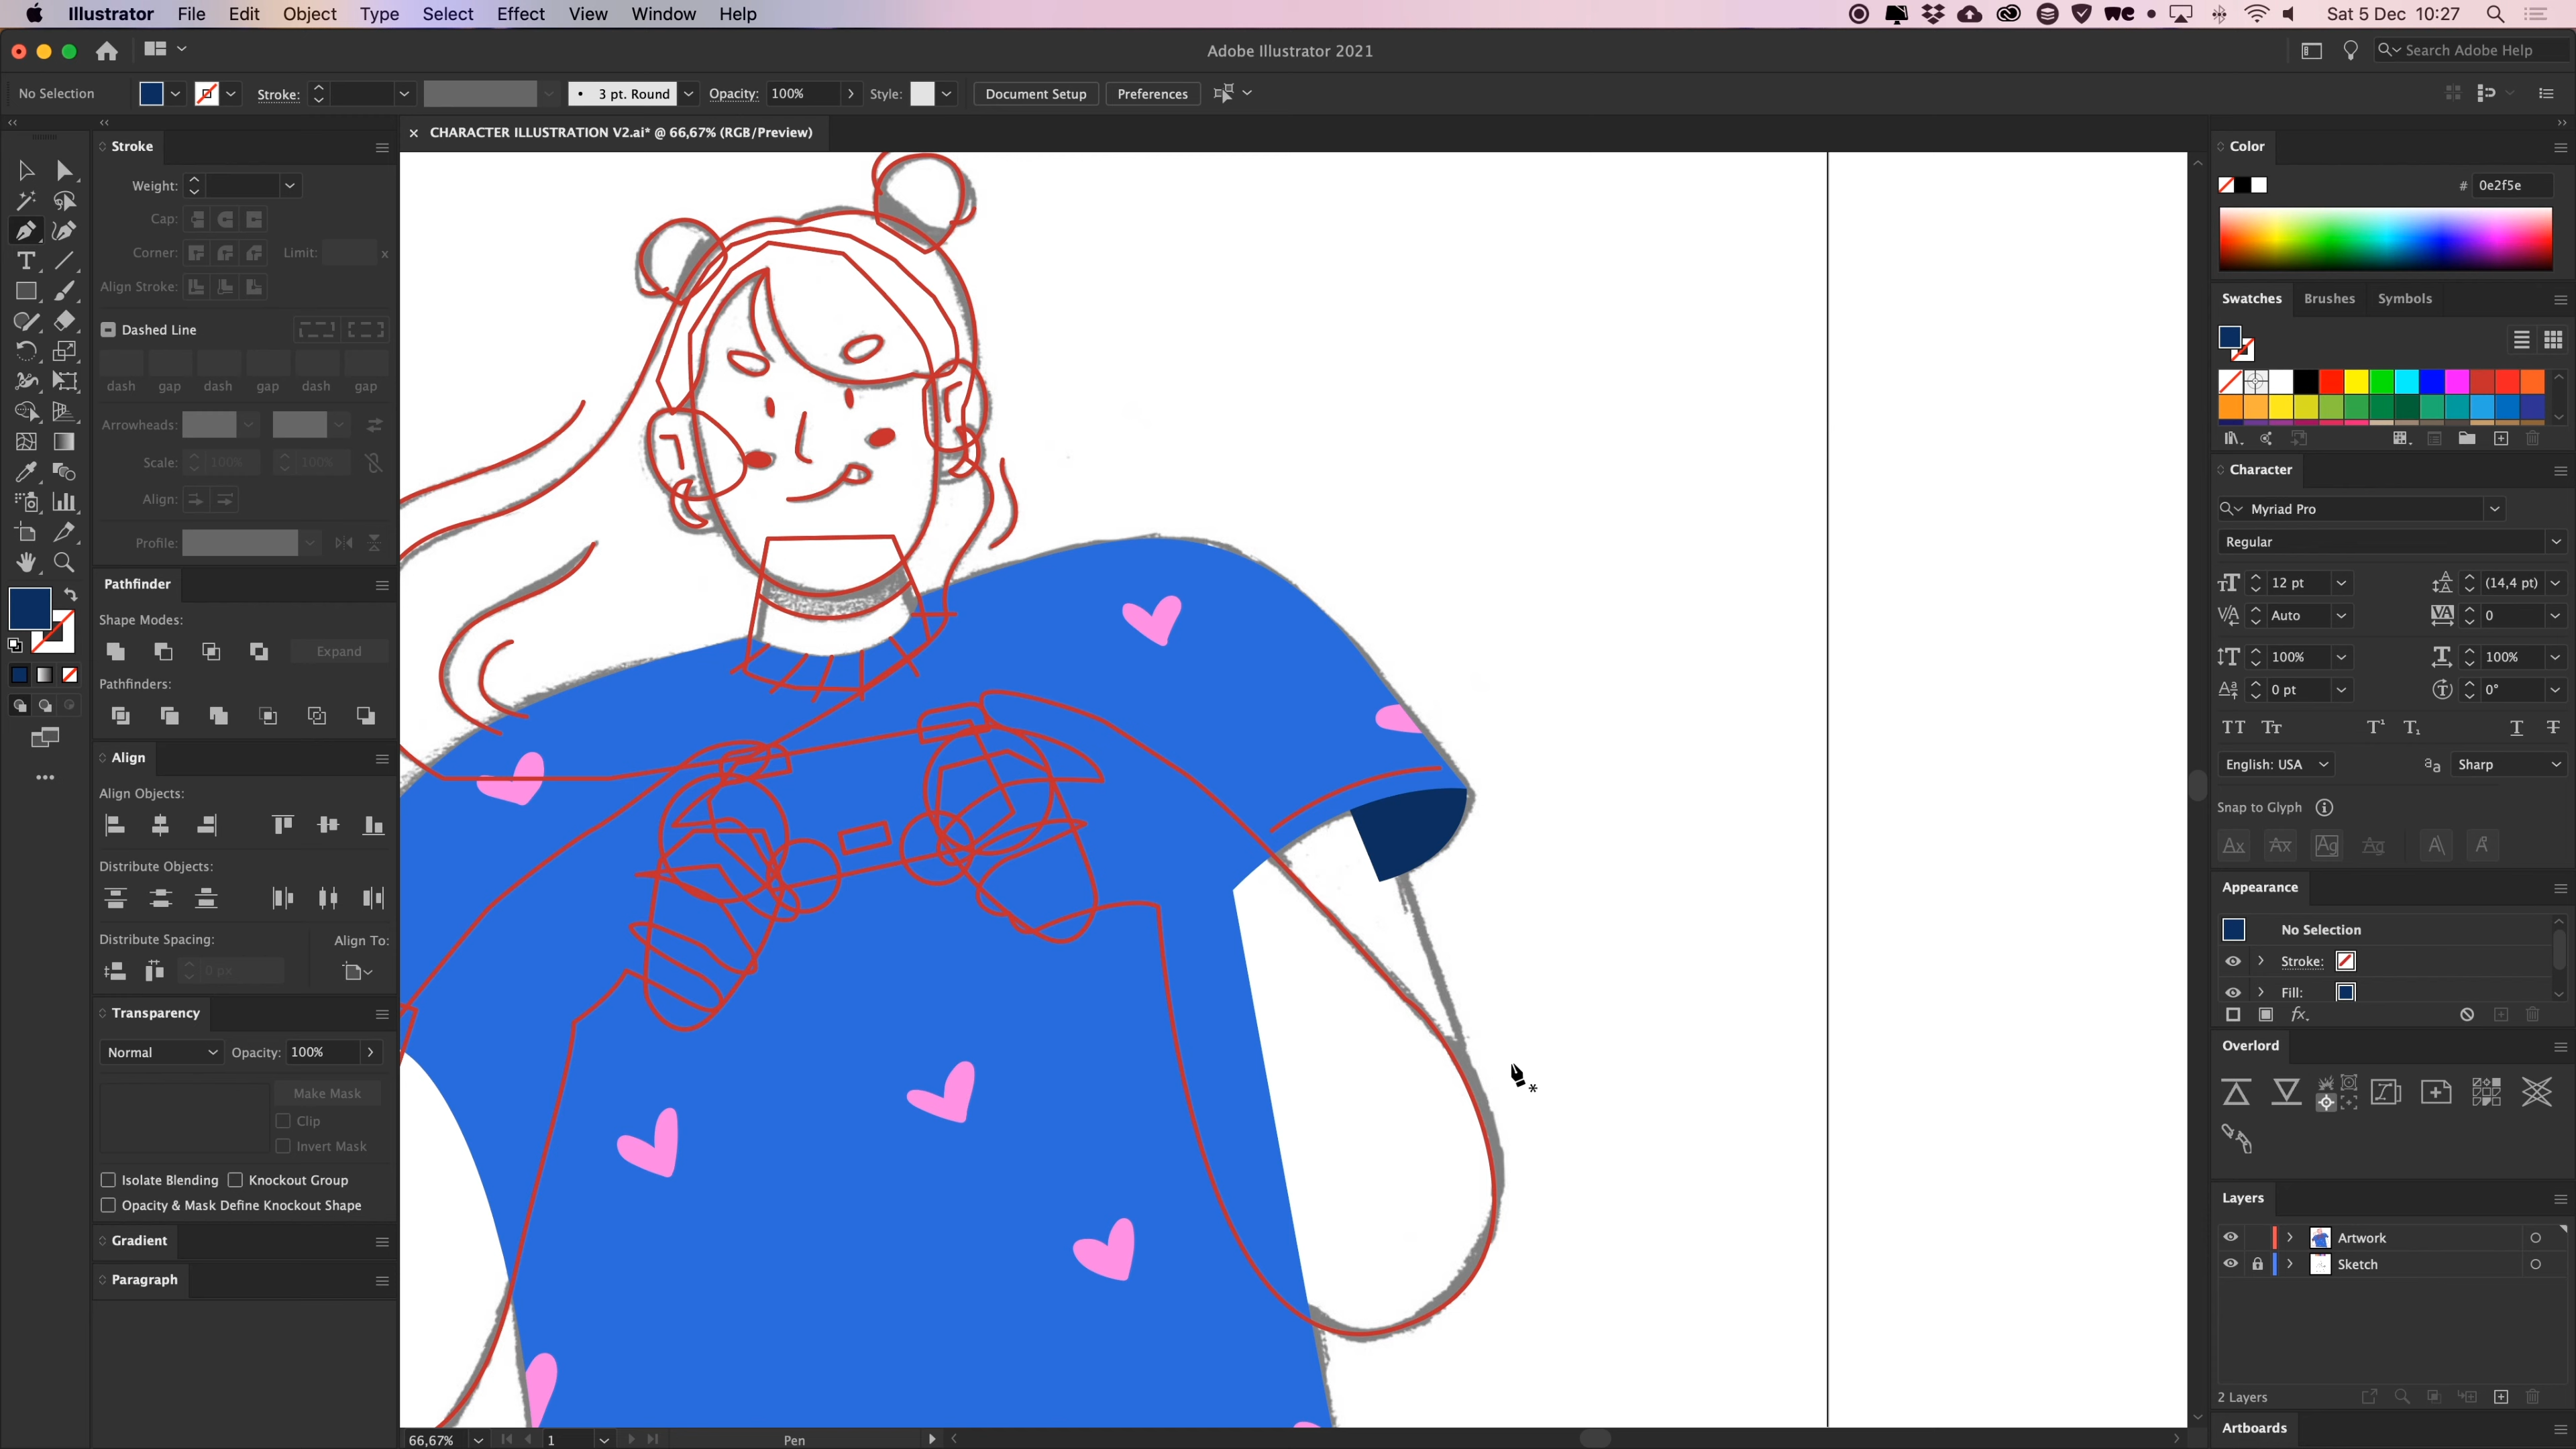 Illustrator File Edit Object Type Select Effect View Window Help Sat 5 Dec 10:27
Adobe Illustrator 2021 Search Adobe Help
No Selection Stroke: 3 pt. Round Opacity: 100% Style: Document Setup Preferences
CHARACTER ILLUSTRATION V2.ai* @ 66,67% (RGB/Preview)
Stroke
Weight:
Cap:
Corner: Limit: x
Align Stroke:
Dashed Line
dash gap dash gap dash gap
Arrowheads:
Scale: 100% 100%
Align:
Profile:
Pathfinder
Shape Modes:
Expand
Pathfinders:
Align
Align Objects:
Distribute Objects:
Distribute Spacing: Align To:
0 px
Transparency
Normal Opacity: 100%
Make Mask
Clip
Invert Mask
Isolate Blending Knockout Group
Opacity & Mask Define Knockout Shape
Gradient
Paragraph
66,67% 1 Pen
Color
# 0e2f5e
Swatches Brushes Symbols
Character
Myriad Pro
Regular
12 pt (14,4 pt)
Auto 0
100% 100%
0 pt 0°
English: USA Sharp
Snap to Glyph
Appearance
No Selection
Stroke:
Fill:
fx.
Overlord
Layers
Artwork
Sketch
2 Layers
Artboards